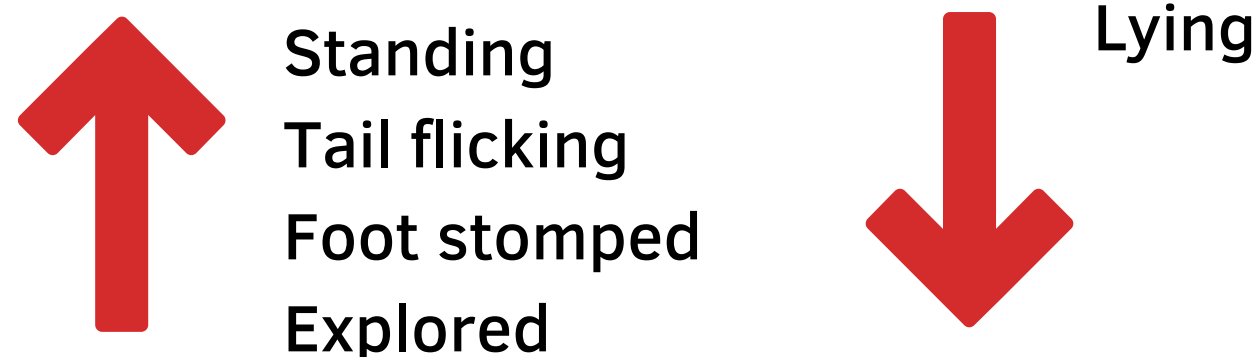 Standing
Tail flicking
Foot stomped
Explored
Lying